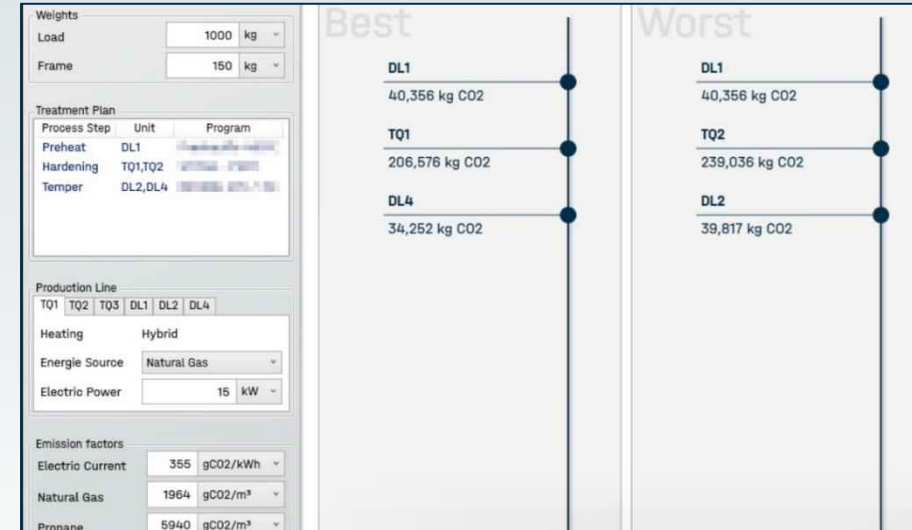 Weights
Load 1000 kg
Frame 150 kg
Treatment Plan
Process Step Unit Program
Preheat DL1
Hardening TQ1,TQ2
Temper DL2,DL4
Production Line
TQ1 TQ2 TQ3 DL1 DL2 DL4
Heating Hybrid
Energie Source Natural Gas
Electric Power 15 kW
Emission factors
Electric Current 355 gCO2/kWh
Natural Gas 1964 gCO2/m³
Propane 5940 gCO2/m³
Best
DL1
40,356 kg CO2
TQ1
206,576 kg CO2
DL4
34,252 kg CO2
Worst
DL1
40,356 kg CO2
TQ2
239,036 kg CO2
DL2
39,817 kg CO2